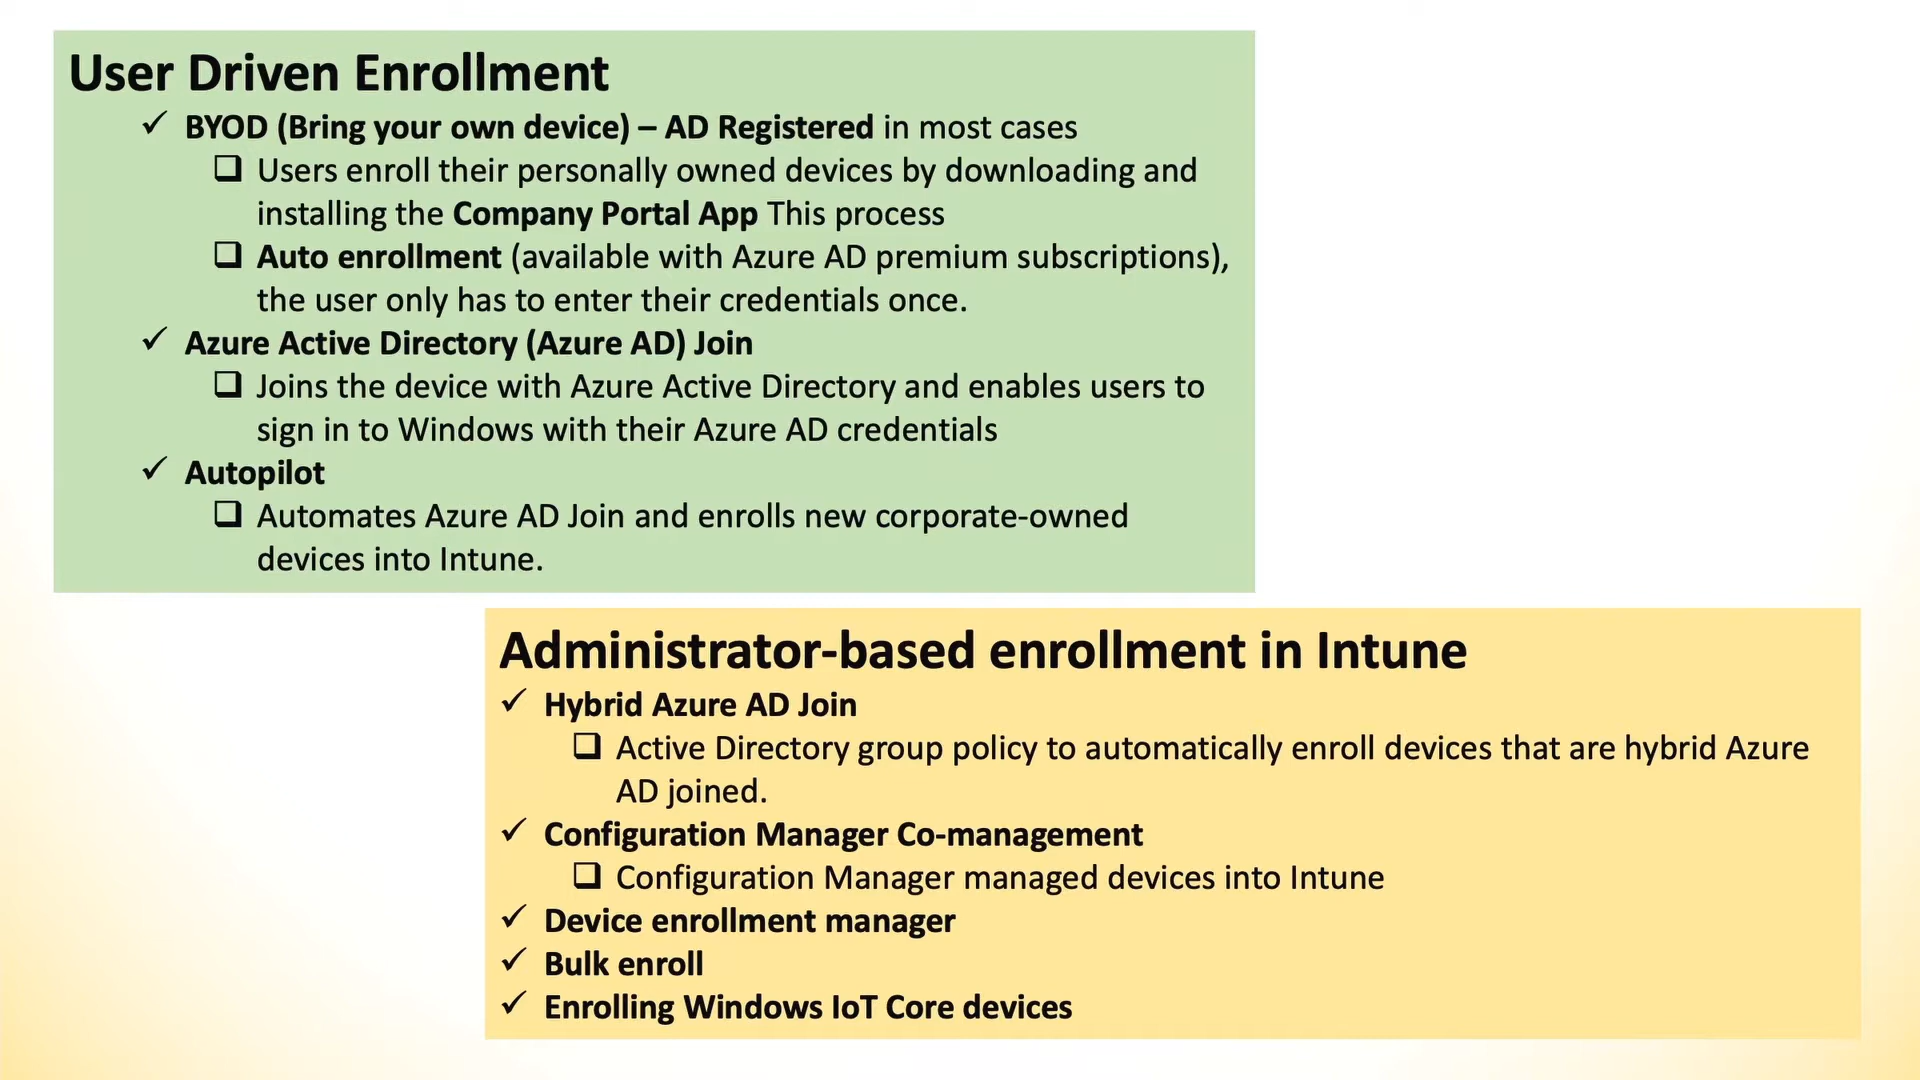 User Driven Enrollment
✓ BYOD (Bring your own device) – AD Registered in most cases
❑ Users enroll their personally owned devices by downloading and
installing the Company Portal App This process
❑ Auto enrollment (available with Azure AD premium subscriptions),
the user only has to enter their credentials once.
✓ Azure Active Directory (Azure AD) Join
❑ Joins the device with Azure Active Directory and enables users to
sign in to Windows with their Azure AD credentials
✓ Autopilot
❑ Automates Azure AD Join and enrolls new corporate-owned
devices into Intune.
Administrator-based enrollment in Intune
✓ Hybrid Azure AD Join
❑ Active Directory group policy to automatically enroll devices that are hybrid Azure
AD joined.
✓ Configuration Manager Co-management
❑ Configuration Manager managed devices into Intune
✓ Device enrollment manager
✓ Bulk enroll
✓ Enrolling Windows IoT Core devices